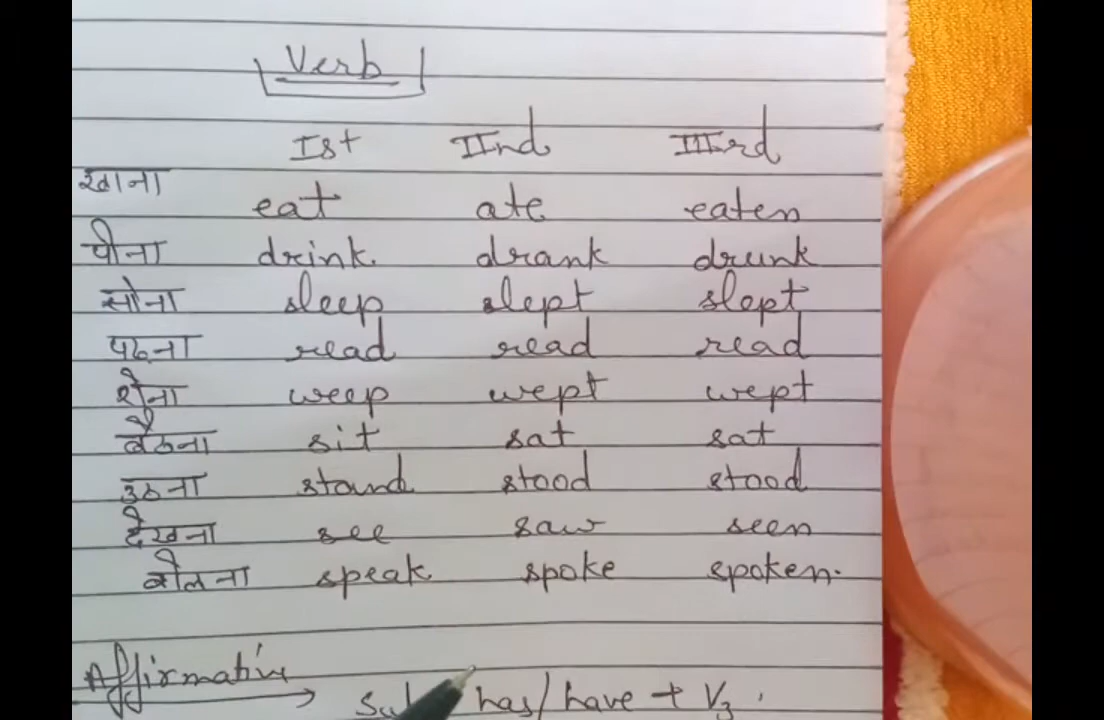 Verb
Ist IInd IIIrd
खाना eat ate eaten
पीना drink drank drunk
सोना sleep slept slept
पढना read read read
रोना weep wept wept
बैठना sit sat sat
उठना stand stood stood
देखना see saw seen
बोलना speak spoke spoken.
Affirmative → has/have + V3